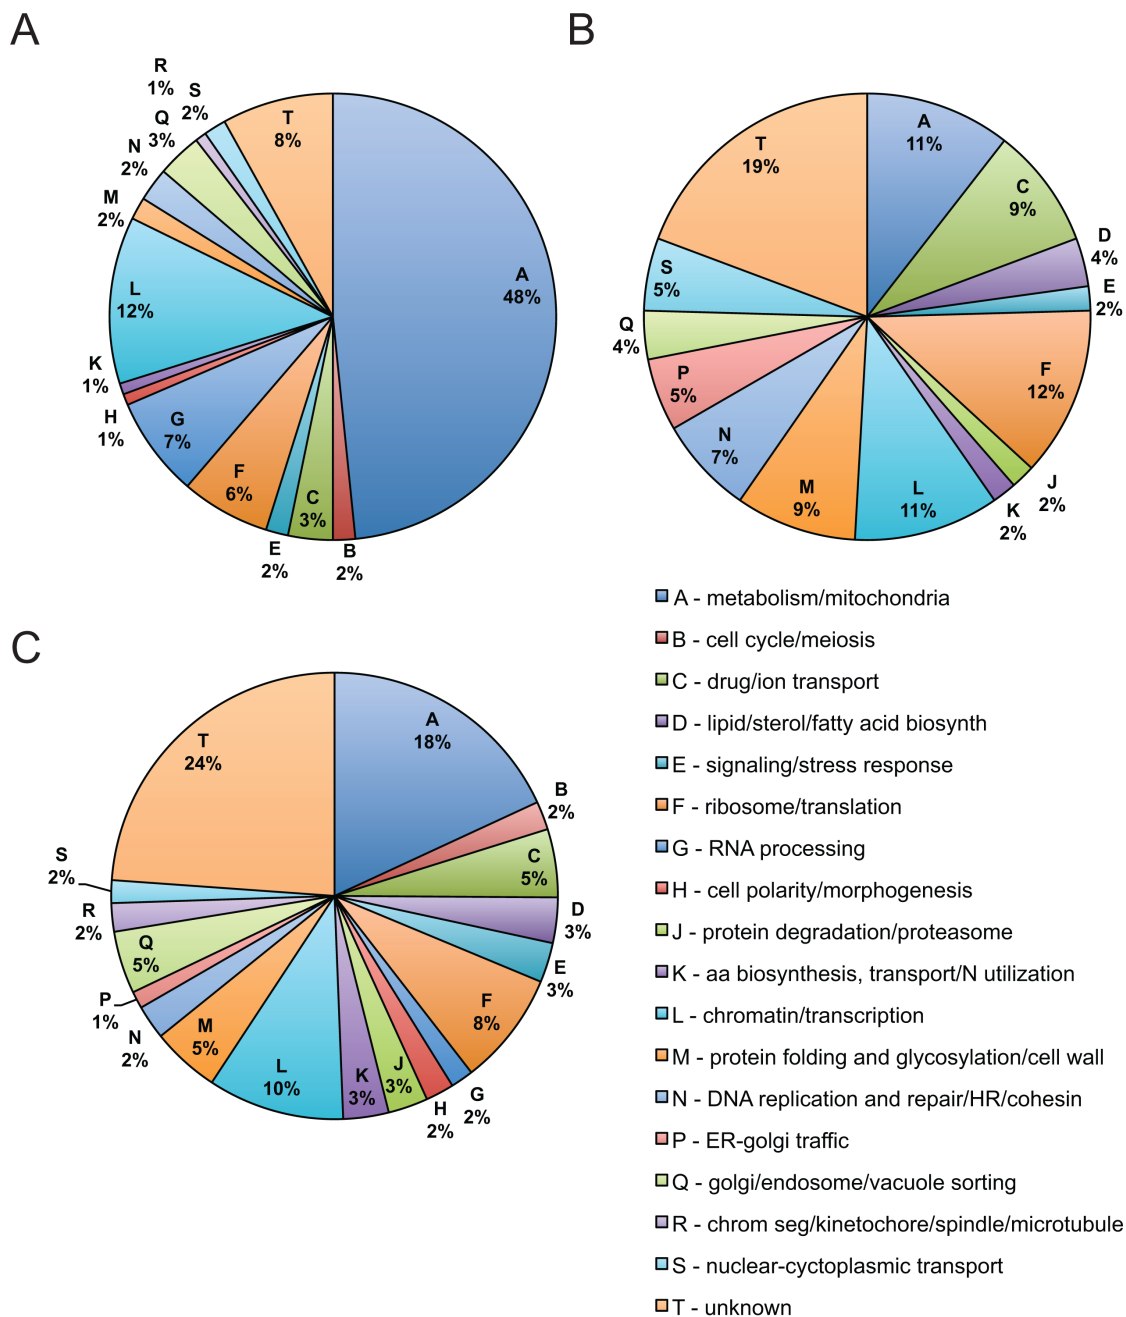 A
B
R
1%
S
2%
Q
3%
N
2%
M
2%
T
8%
A
48%
L
12%
K
1%
H
1%
G
7%
F
6%
E
2%
C
3%
B
2%
A
11%
C
9%
D
4%
E
2%
F
12%
J
2%
K
2%
L
11%
M
9%
N
7%
P
5%
Q
4%
S
5%
T
19%
C
A
18%
B
2%
C
5%
D
3%
E
3%
F
8%
G
2%
H
2%
J
3%
K
3%
L
10%
M
5%
N
2%
P
1%
Q
5%
R
2%
S
2%
T
24%
A - metabolism/mitochondria
B - cell cycle/meiosis
C - drug/ion transport
D - lipid/sterol/fatty acid biosynth
E - signaling/stress response
F - ribosome/translation
G - RNA processing
H - cell polarity/morphogenesis
J - protein degradation/proteasome
K - aa biosynthesis, transport/N utilization
L - chromatin/transcription
M - protein folding and glycosylation/cell wall
N - DNA replication and repair/HR/cohesin
P - ER-golgi traffic
Q - golgi/endosome/vacuole sorting
R - chrom seg/kinetochore/spindle/microtubule
S - nuclear-cyctoplasmic transport
T - unknown